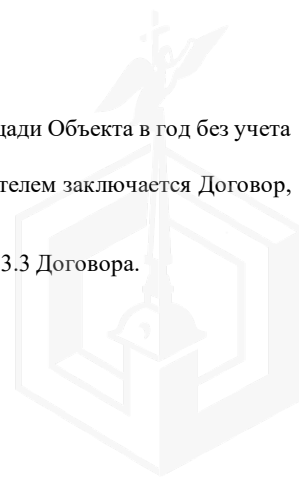 щади Объекта в год без учета
телем заключается Договор,
3.3 Договора.